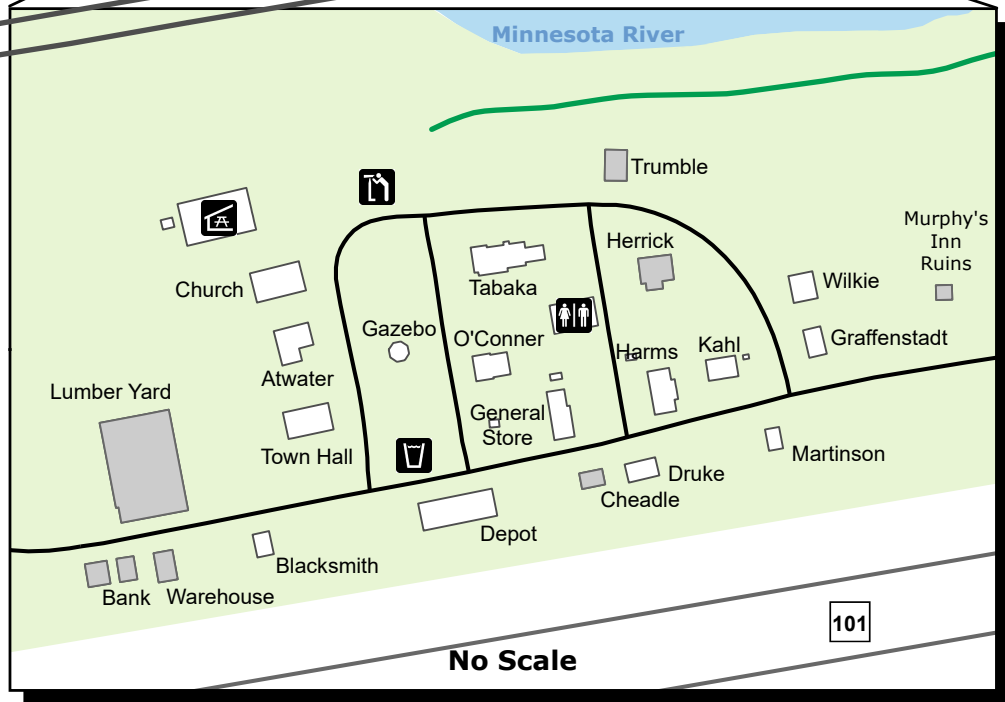 Minnesota River
Trumble
Murphy's
Inn
Ruins
Herrick
Church
Tabaka
Wilkie
Gazebo
O'Conner
Harms
Kahl
Graffenstadt
Atwater
Lumber Yard
General
Store
Town Hall
Martinson
Druke
Cheadle
Depot
Blacksmith
Bank
Warehouse
101
No Scale